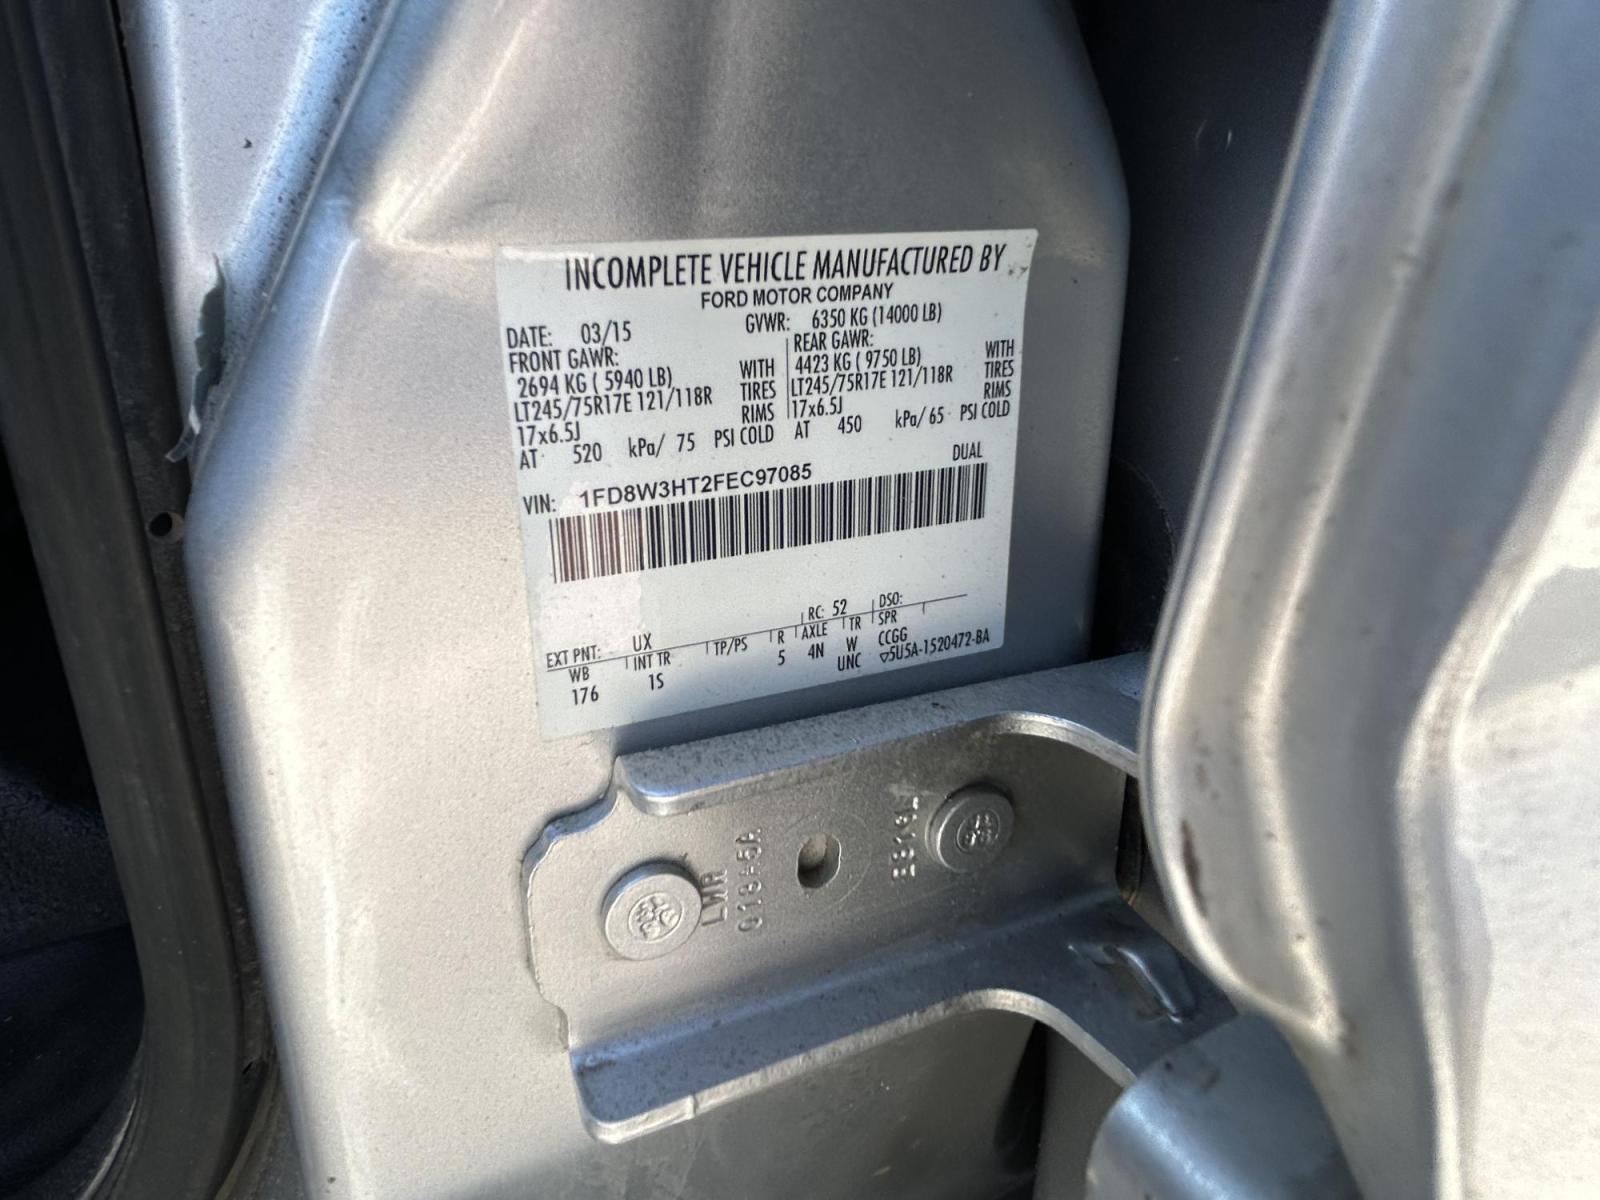 INCOMPLETE VEHICLE MANUFACTURED BY
FORD MOTOR COMPANY
DATE: 03/15 GVWR: 6350 KG (14000 LB)
FRONT GAWR: REAR GAWR:
2694 KG ( 5940 LB) WITH 4423 KG ( 9750 LB) WITH
LT245/75R17E 121/118R TIRES LT245/75R17E 121/118R TIRES
17x6.5J RIMS 17x6.5J RIMS
AT 520 kPa/ 75 PSI COLD AT 450 kPa/ 65 PSI COLD
DUAL
VIN: 1FD8W3HT2FEC97085
EXT PNT: UX RC: 52 DSO:
WB INT TR TP/PS R AXLE TR SPR
176 1S 5 4N W CCGG
UNC ▽5U5A-1520472-BA
LMR